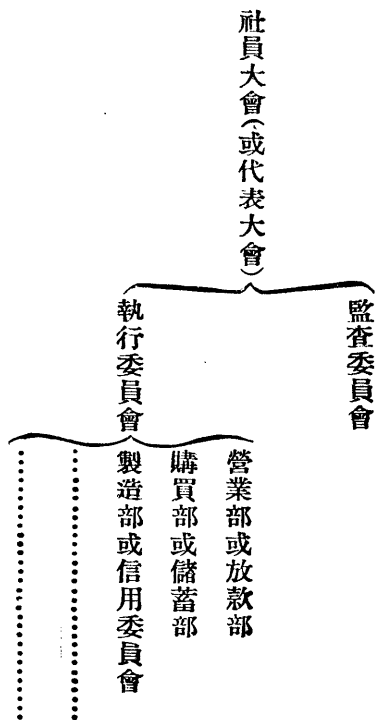 社員大會（或代表大會）
監查委員會
執行委員會
營業部或放款部
購買部或儲蓄部
製造部或信用委員會
………………
………………